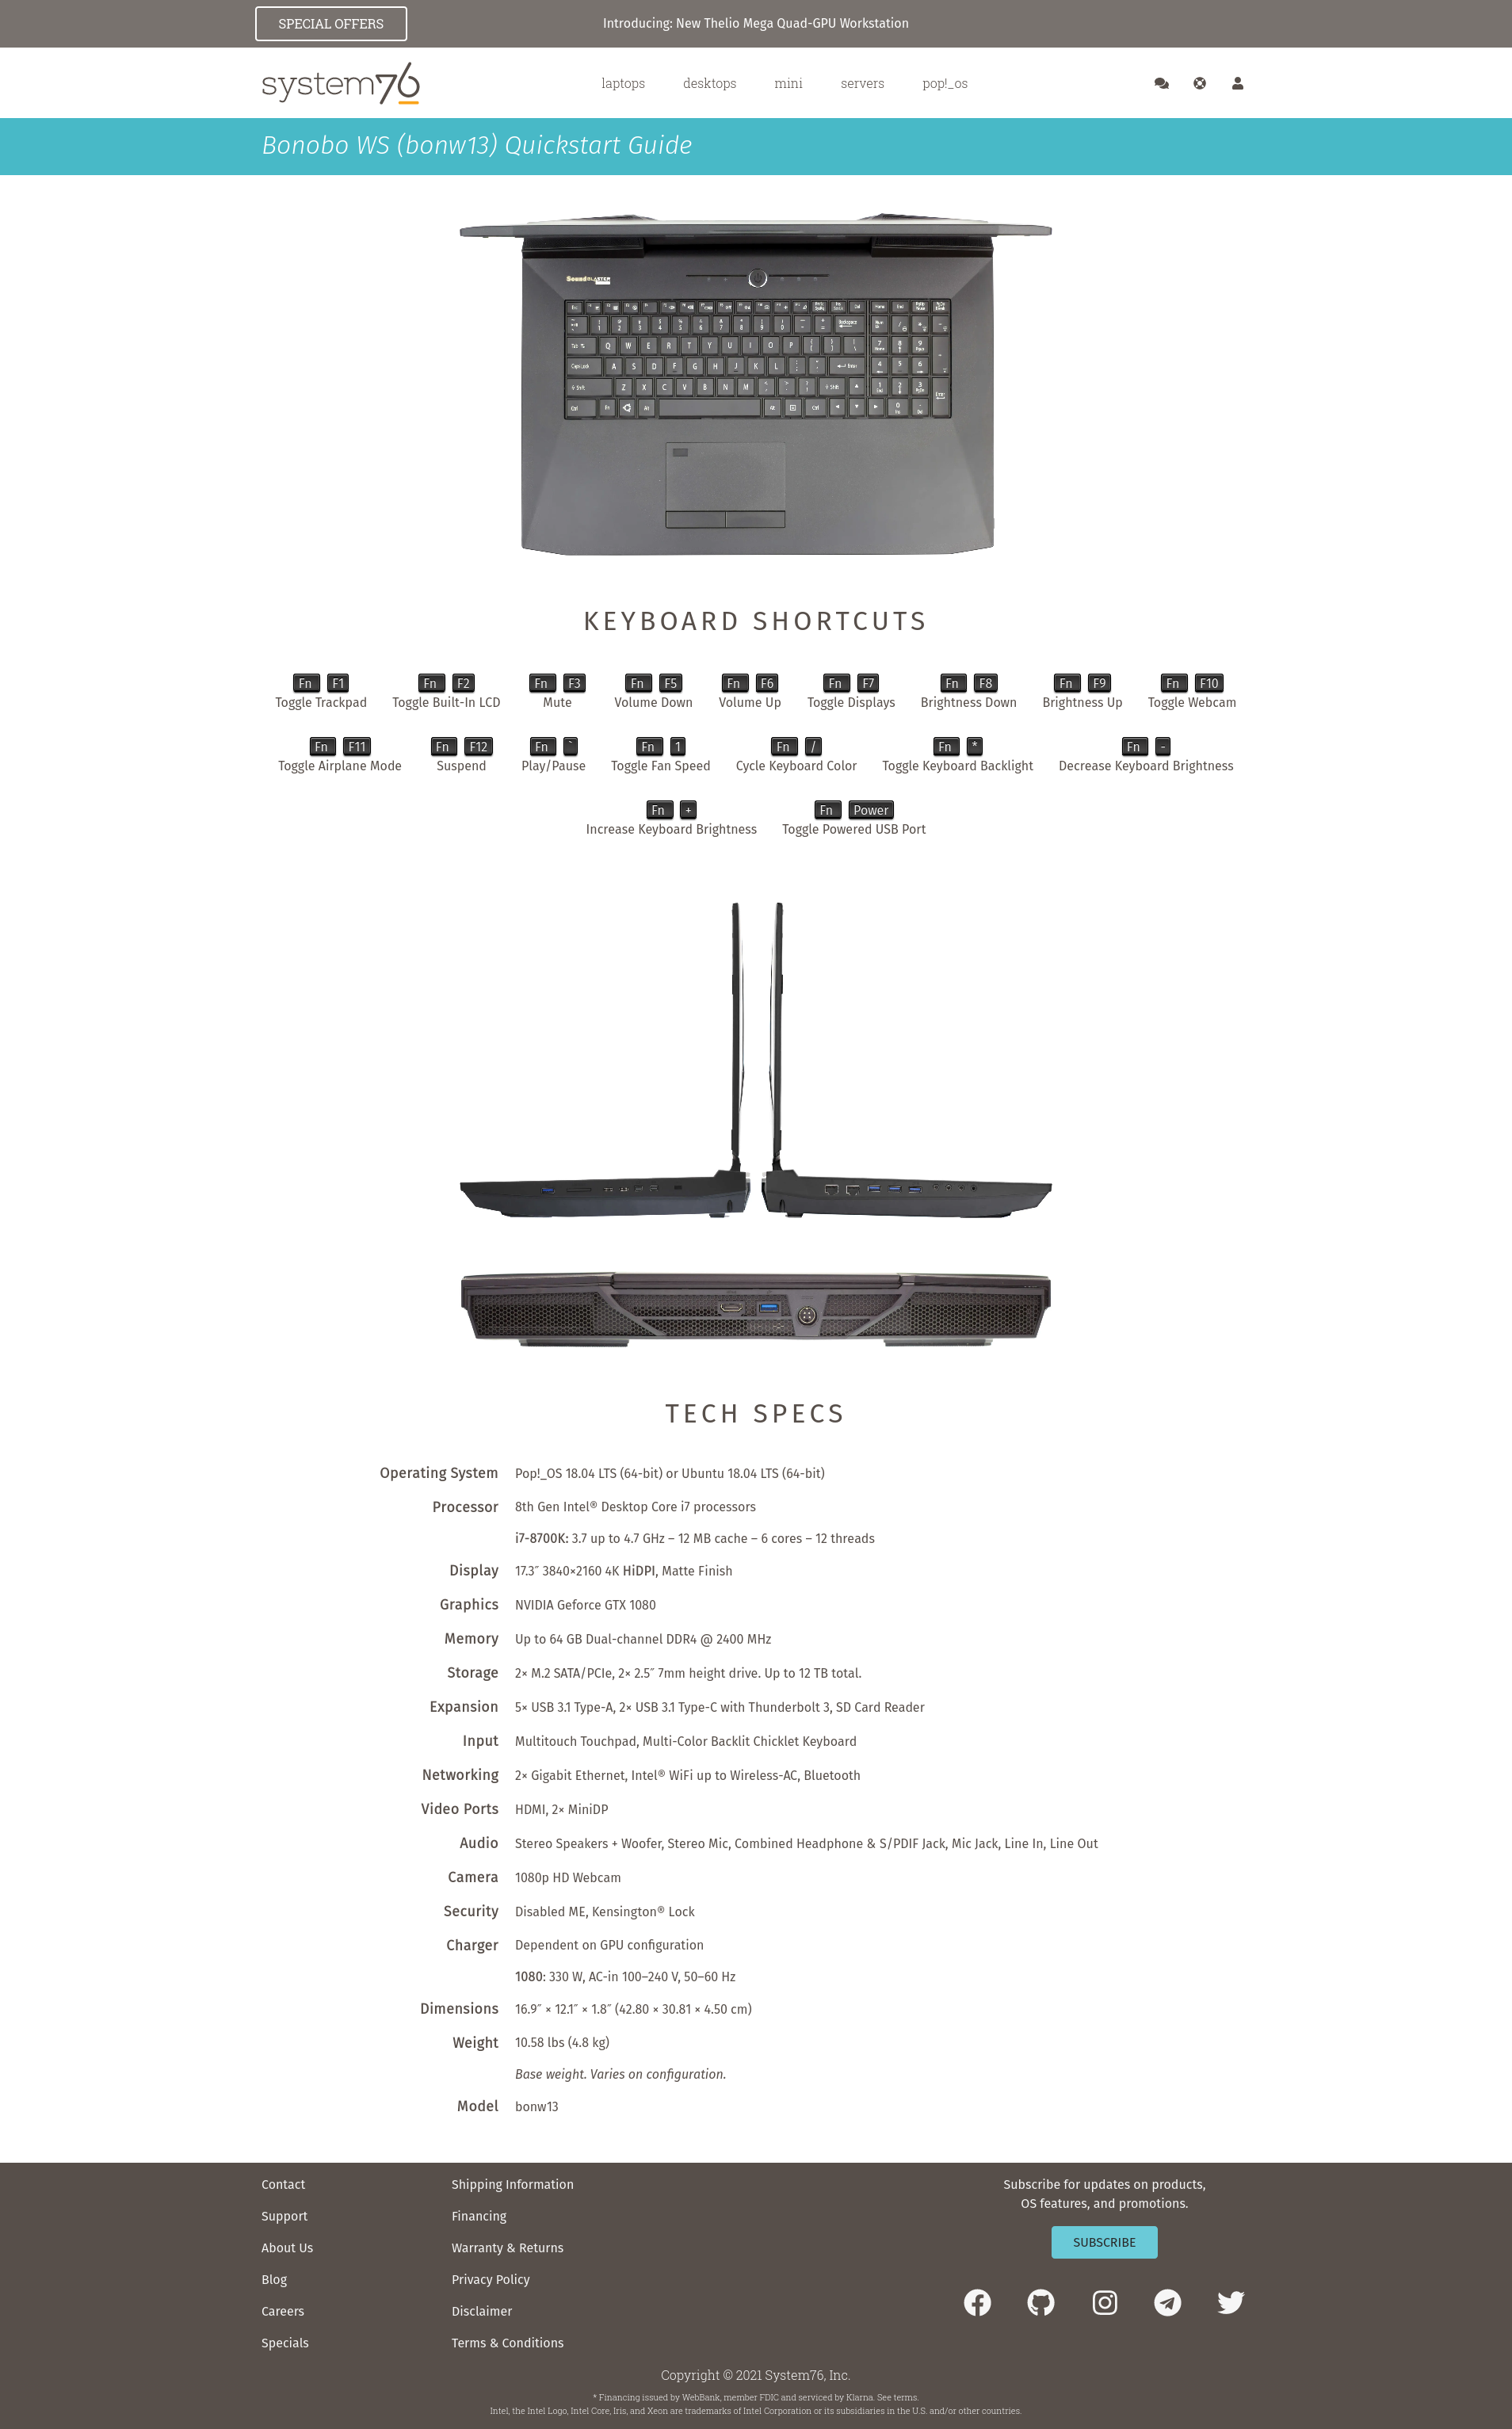 SPECIAL OFFERS
Introducing: New Thelio Mega Quad-GPU Workstation
system76
laptops desktops mini servers pop!_os
Bonobo WS (bonw13) Quickstart Guide
SoundBLASTER
KEYBOARD SHORTCUTS
Fn F1 Fn F2 Fn F3 Fn F5 Fn F6 Fn F7 Fn F8 Fn F9 Fn F10
Toggle Trackpad Toggle Built-In LCD Mute Volume Down Volume Up Toggle Displays Brightness Down Brightness Up Toggle Webcam
Fn F11 Fn F12 Fn ` Fn 1 Fn / Fn * Fn -
Toggle Airplane Mode Suspend Play/Pause Toggle Fan Speed Cycle Keyboard Color Toggle Keyboard Backlight Decrease Keyboard Brightness
Fn + Fn Power
Increase Keyboard Brightness Toggle Powered USB Port
TECH SPECS
Operating System Pop!_OS 18.04 LTS (64-bit) or Ubuntu 18.04 LTS (64-bit)
Processor 8th Gen Intel® Desktop Core i7 processors
i7-8700K: 3.7 up to 4.7 GHz – 12 MB cache – 6 cores – 12 threads
Display 17.3″ 3840×2160 4K HiDPI, Matte Finish
Graphics NVIDIA Geforce GTX 1080
Memory Up to 64 GB Dual-channel DDR4 @ 2400 MHz
Storage 2× M.2 SATA/PCIe, 2× 2.5″ 7mm height drive. Up to 12 TB total.
Expansion 5× USB 3.1 Type-A, 2× USB 3.1 Type-C with Thunderbolt 3, SD Card Reader
Input Multitouch Touchpad, Multi-Color Backlit Chicklet Keyboard
Networking 2× Gigabit Ethernet, Intel® WiFi up to Wireless-AC, Bluetooth
Video Ports HDMI, 2× MiniDP
Audio Stereo Speakers + Woofer, Stereo Mic, Combined Headphone & S/PDIF Jack, Mic Jack, Line In, Line Out
Camera 1080p HD Webcam
Security Disabled ME, Kensington® Lock
Charger Dependent on GPU configuration
1080: 330 W, AC-in 100–240 V, 50–60 Hz
Dimensions 16.9″ × 12.1″ × 1.8″ (42.80 × 30.81 × 4.50 cm)
Weight 10.58 lbs (4.8 kg)
Base weight. Varies on configuration.
Model bonw13
Contact
Support
About Us
Blog
Careers
Specials
Shipping Information
Financing
Warranty & Returns
Privacy Policy
Disclaimer
Terms & Conditions
Subscribe for updates on products,
OS features, and promotions.
SUBSCRIBE
Copyright © 2021 System76, Inc.
* Financing issued by WebBank, member FDIC and serviced by Klarna. See terms.
Intel, the Intel Logo, Intel Core, Iris, and Xeon are trademarks of Intel Corporation or its subsidiaries in the U.S. and/or other countries.